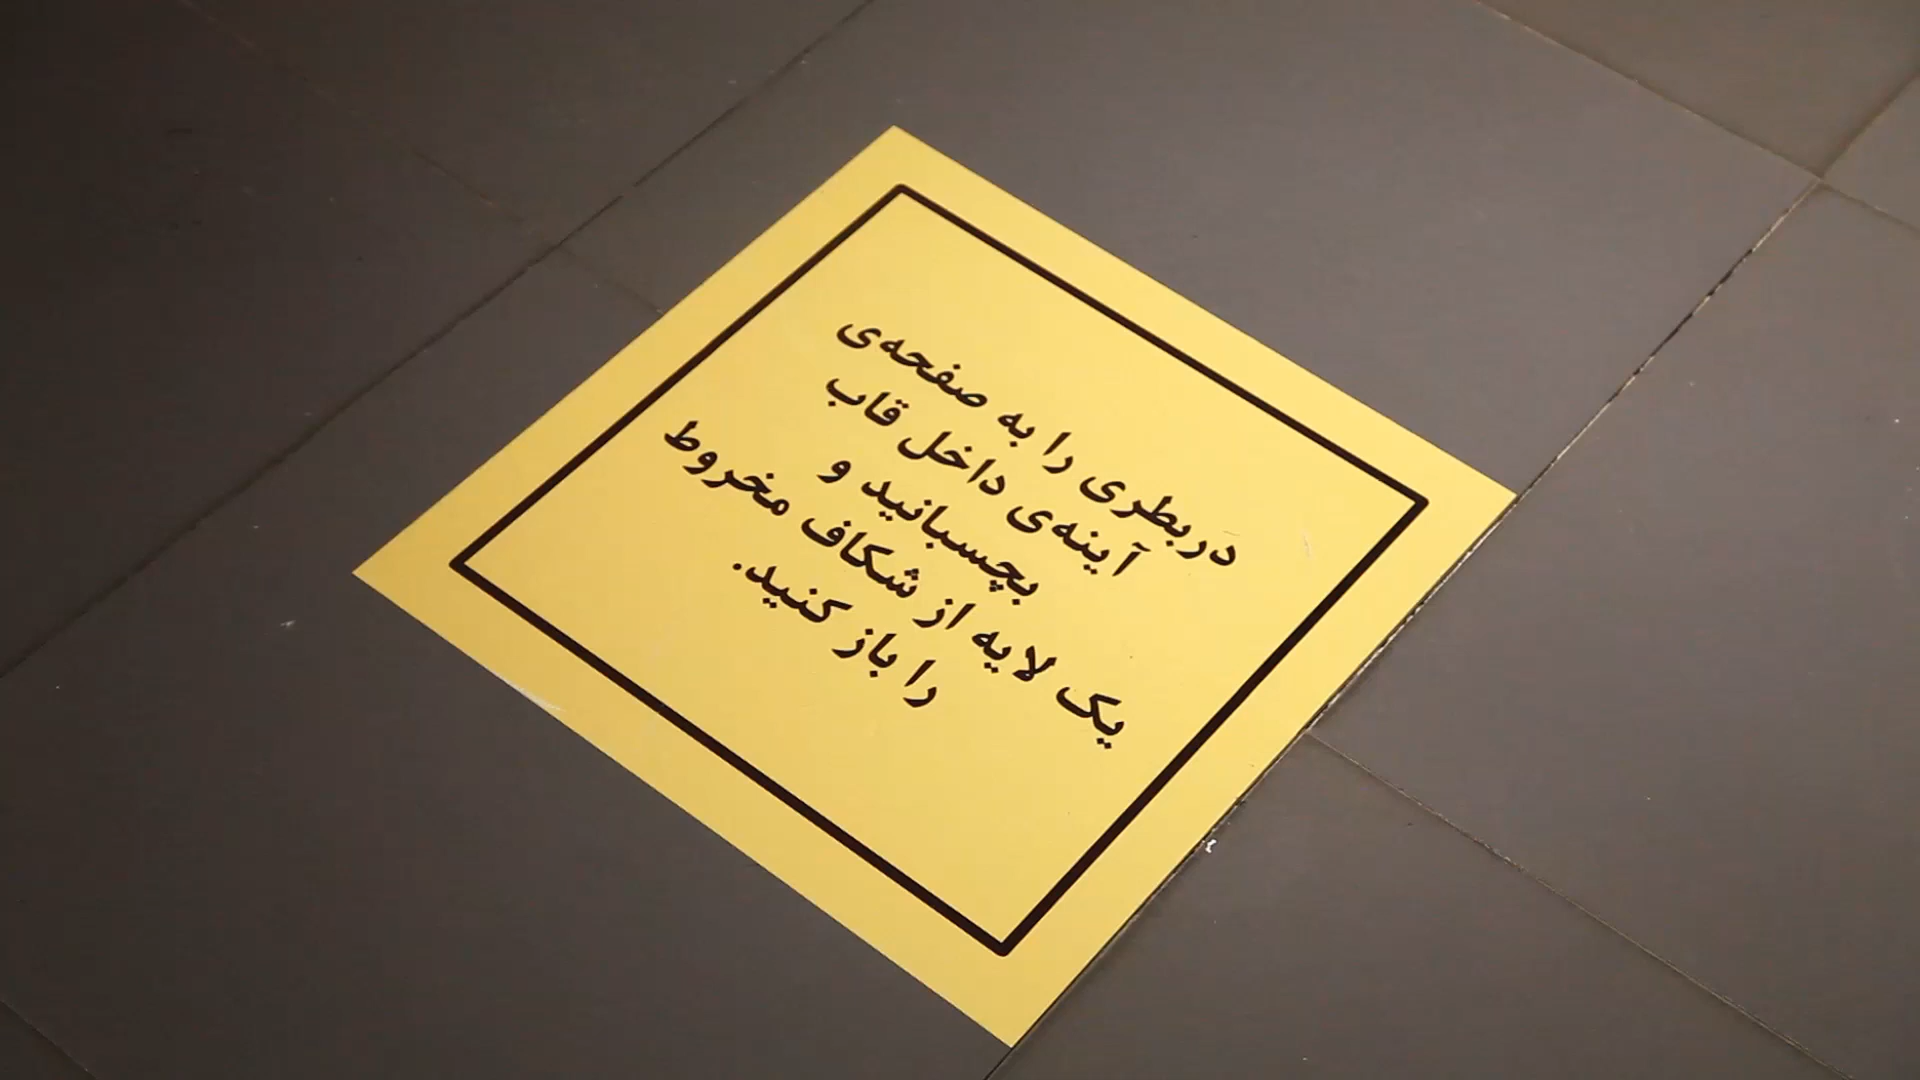 دربطری را به صفحه‌ی
آینه‌ی داخل قاب
بچسبانید و
یک لایه از شکاف مخروط
را باز کنید.